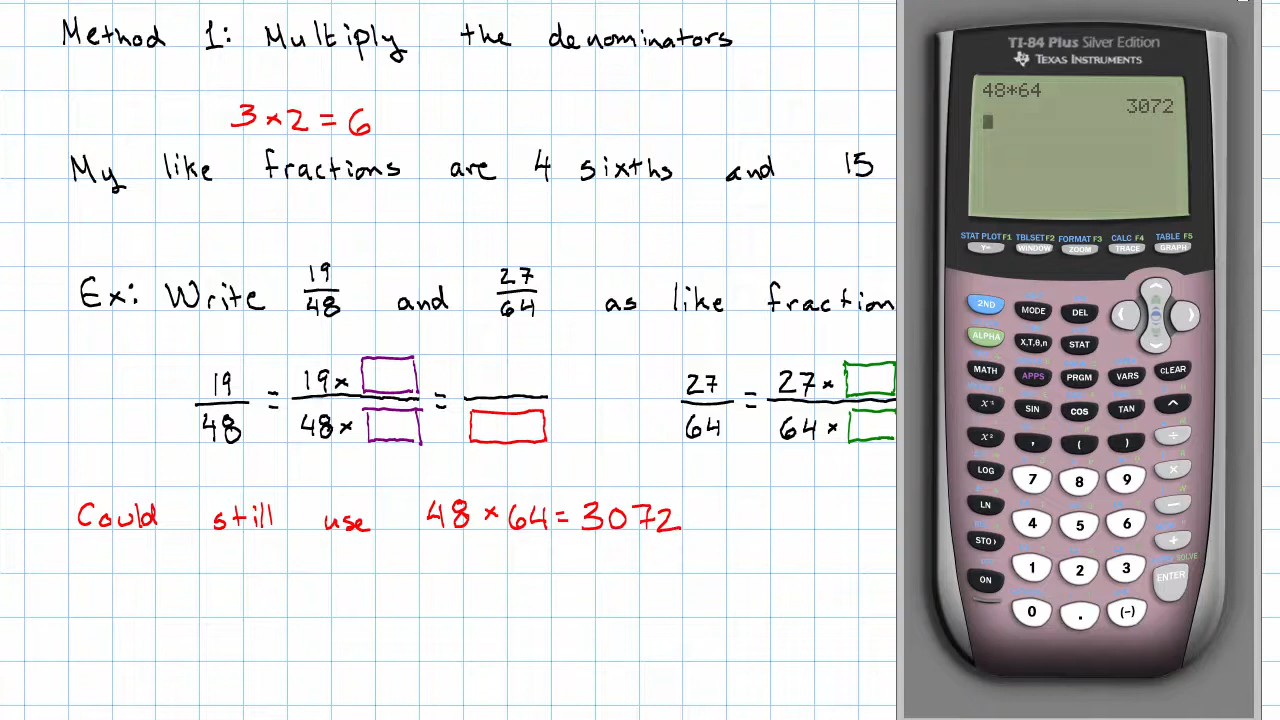 Method 1: Multiply the denominators
3 × 2 = 6
My like fractions are 4 sixths and 15
Ex: Write 19/48 and 27/64 as like fraction
19/48 = 19 × / 48 × =
27/64 = 27 × / 64 ×
Could still use 48 × 64 = 3072
TI-84 Plus Silver Edition
TEXAS INSTRUMENTS
48*64
3072
STAT PLOT F1 TBLSET F2 FORMAT F3 CALC F4 TABLE F5
Y= WINDOW ZOOM TRACE GRAPH
2ND MODE DEL
ALPHA X,T,θ,n STAT
MATH APPS PRGM VARS CLEAR
x⁻¹ SIN COS TAN ^
x² , ( ) ÷
LOG 7 8 9 ×
LN 4 5 6 −
STO› 1 2 3 +
ON 0 . (−) ENTER
SOLVE